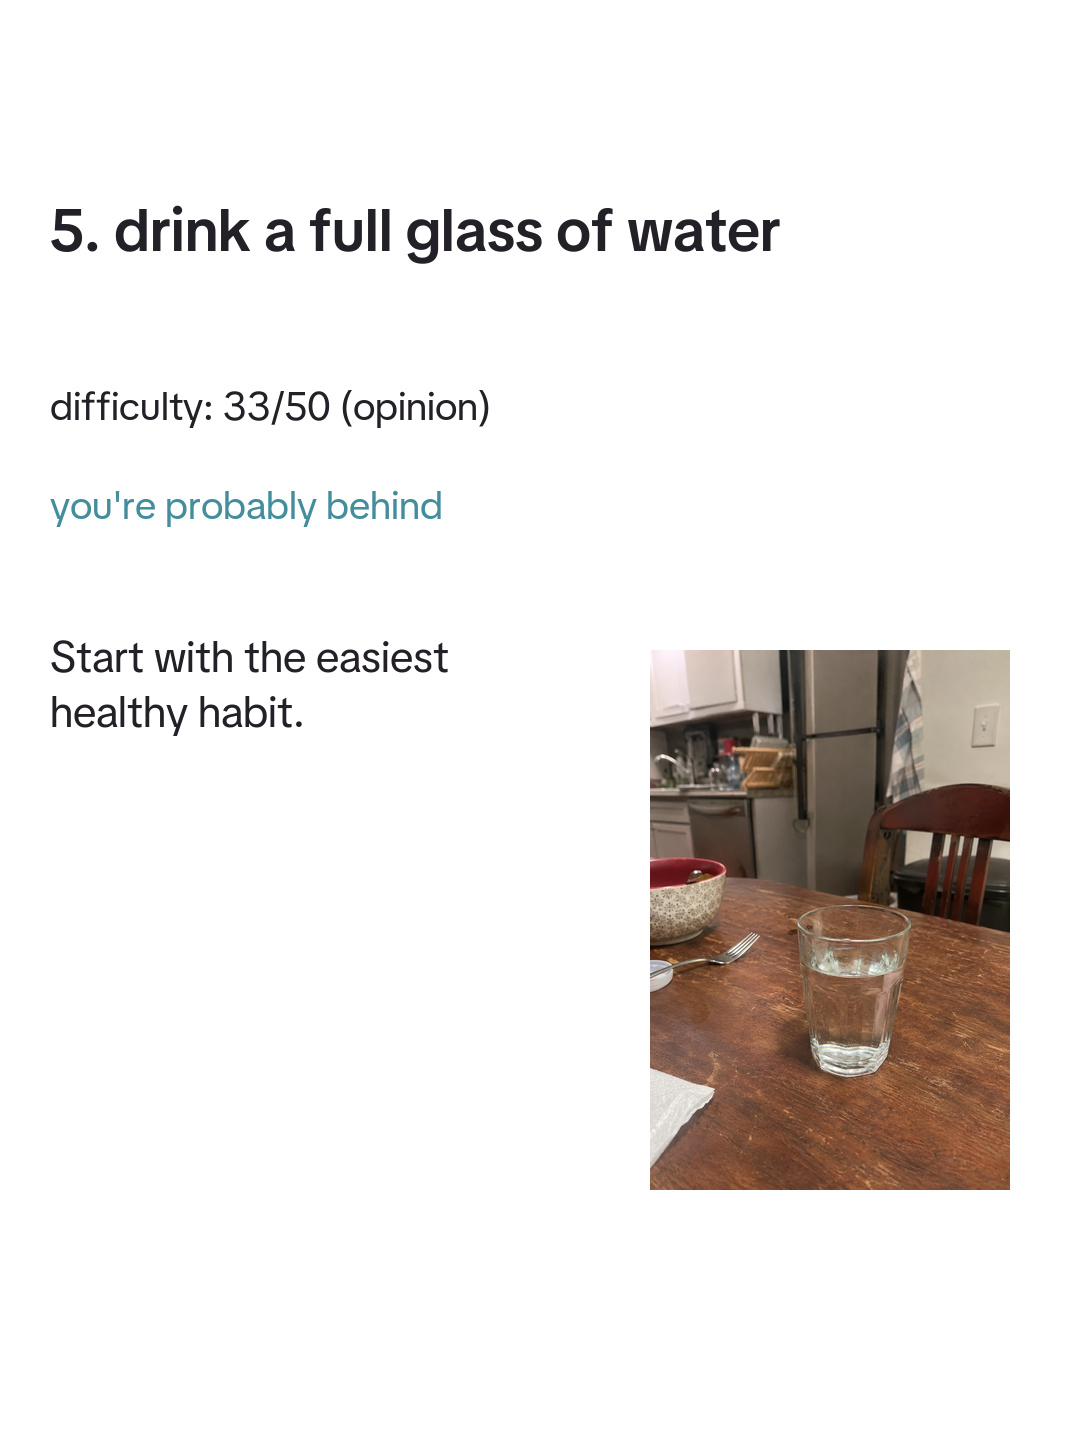 5. drink a full glass of water
difficulty: 33/50 (opinion)
you're probably behind
Start with the easiest
healthy habit.